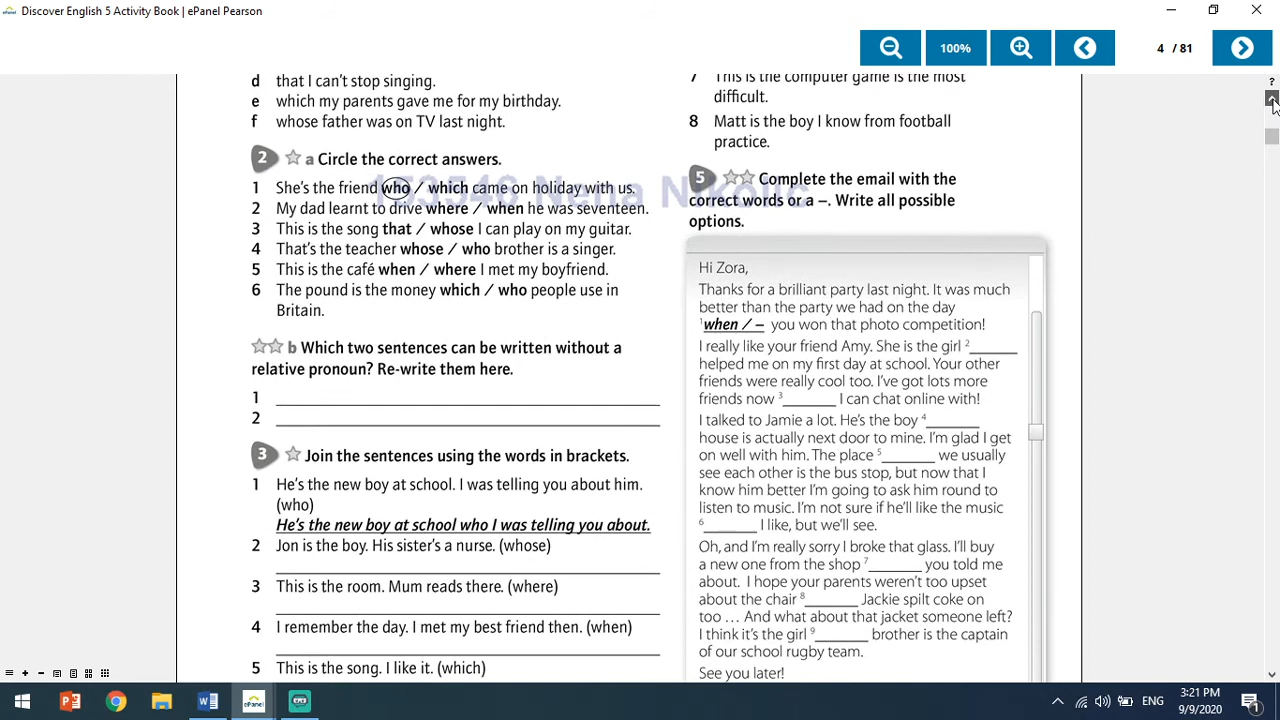 Discover English 5 Activity Book | ePanel Pearson
100%
4 / 81
d that I can't stop singing.
e which my parents gave me for my birthday.
f whose father was on TV last night.
2 a Circle the correct answers.
1 She's the friend who / which came on holiday with us.
2 My dad learnt to drive where / when he was seventeen.
3 This is the song that / whose I can play on my guitar.
4 That's the teacher whose / who brother is a singer.
5 This is the café when / where I met my boyfriend.
6 The pound is the money which / who people use in
Britain.
b Which two sentences can be written without a
relative pronoun? Re-write them here.
1
2
3 Join the sentences using the words in brackets.
1 He's the new boy at school. I was telling you about him.
(who)
He's the new boy at school who I was telling you about.
2 Jon is the boy. His sister's a nurse. (whose)
3 This is the room. Mum reads there. (where)
4 I remember the day. I met my best friend then. (when)
5 This is the song. I like it. (which)
7 This is the computer game is the most
difficult.
8 Matt is the boy I know from football
practice.
5 Complete the email with the
correct words or a –. Write all possible
options.
Hi Zora,
Thanks for a brilliant party last night. It was much
better than the party we had on the day
1 when / – you won that photo competition!
I really like your friend Amy. She is the girl 2 ______
helped me on my first day at school. Your other
friends were really cool too. I've got lots more
friends now 3 ______ I can chat online with!
I talked to Jamie a lot. He's the boy 4 ______
house is actually next door to mine. I'm glad I get
on well with him. The place 5 ______ we usually
see each other is the bus stop, but now that I
know him better I'm going to ask him round to
listen to music. I'm not sure if he'll like the music
6 ______ I like, but we'll see.
Oh, and I'm really sorry I broke that glass. I'll buy
a new one from the shop 7 ______ you told me
about. I hope your parents weren't too upset
about the chair 8 ______ Jackie spilt coke on
too ... And what about that jacket someone left?
I think it's the girl 9 ______ brother is the captain
of our school rugby team.
See you later!
ENG
3:21 PM
9/9/2020